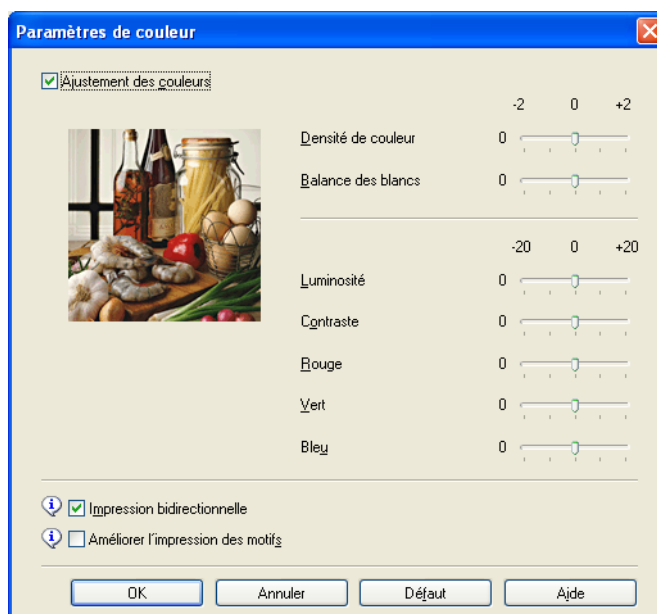 Paramètres de couleur
Ajustement des couleurs
-2 0 +2
Densité de couleur 0
Balance des blancs 0
-20 0 +20
Luminosité 0
Contraste 0
Rouge 0
Vert 0
Bleu 0
Impression bidirectionnelle
Améliorer l'impression des motifs
OK Annuler Défaut Aide